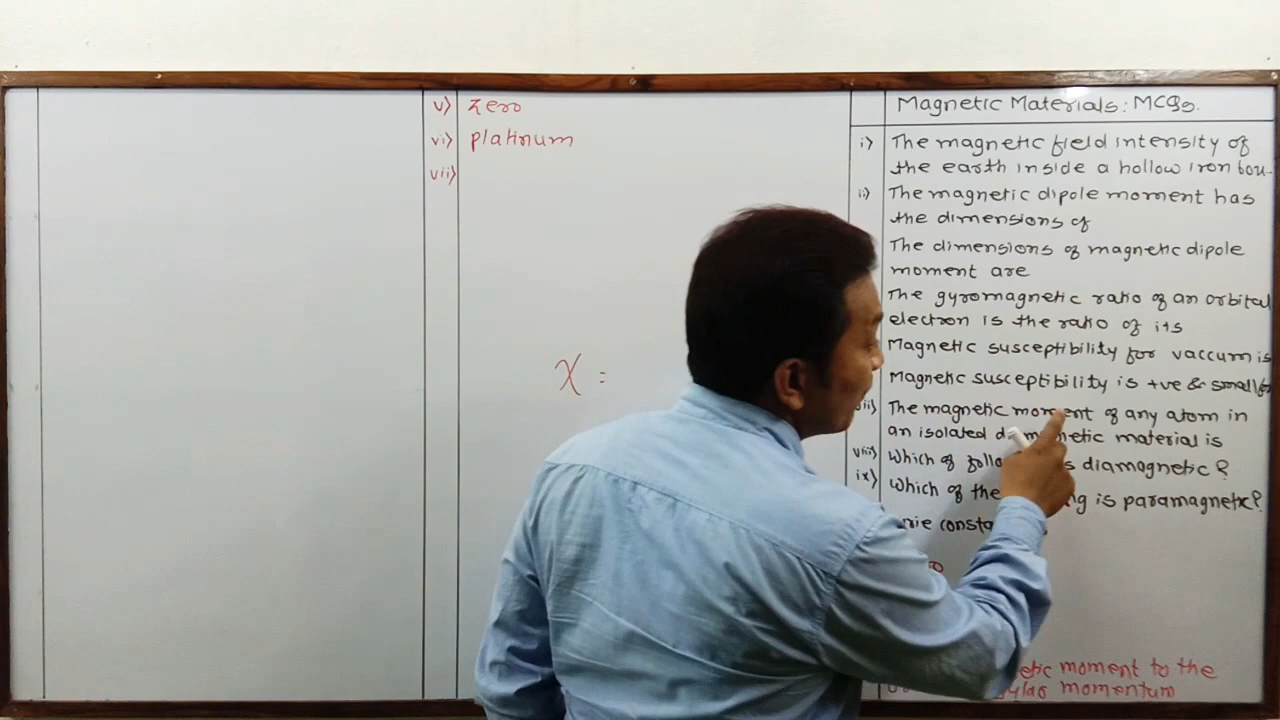 v) Zero
vi) platinum
vii)
χ =
Magnetic Materials: MCQs.
i) The magnetic field intensity of
the earth inside a hollow iron box
ii) The magnetic dipole moment has
the dimensions of
The dimensions of magnetic dipole
moment are
The gyromagnetic ratio of an orbital
electron is the ratio of its
Magnetic susceptibility for vaccum is
Magnetic susceptibility is +ve & small for
The magnetic moment of any atom in
an isolated material is
viii) Which of diamagnetic?
ix) Which of the is paramagnetic?
moment to the
momentum